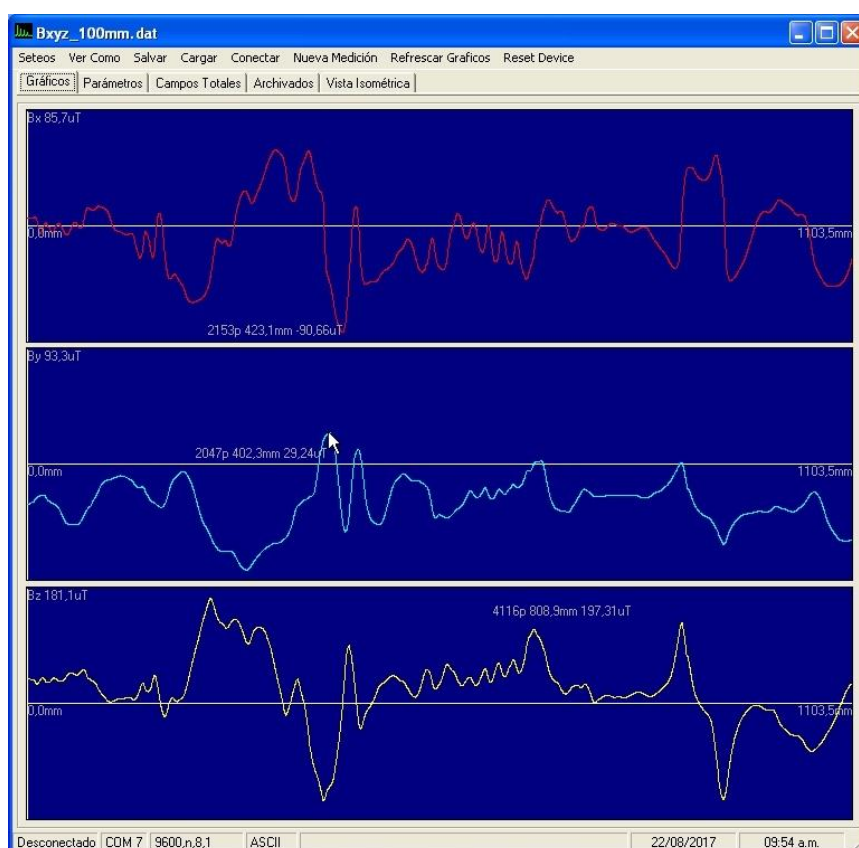 Bxyz_100mm.dat
Seteos Ver Como Salvar Cargar Conectar Nueva Medición Refrescar Graficos Reset Device
Gráficos Parámetros Campos Totales Archivados Vista Isométrica
Bx 85,7uT
0,0mm 1103,5mm
2153p 423,1mm -90,66uT
By 93,3uT
2047p 402,3mm 29,24uT
0,0mm 1103,5mm
Bz 181,1uT
4116p 808,9mm 197,31uT
0,0mm 1103,5mm
Desconectado COM 7 9600,n,8,1 ASCII 22/08/2017 09:54 a.m.